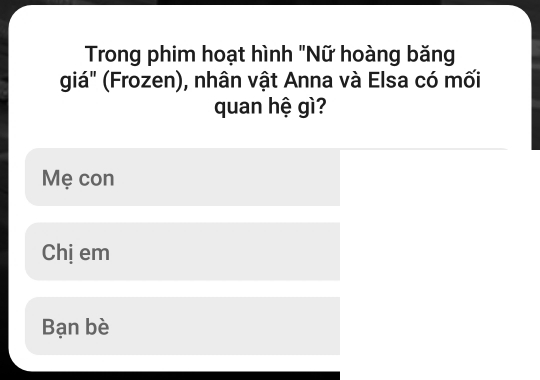 Trong phim hoạt hình "Nữ hoàng băng
giá" (Frozen), nhân vật Anna và Elsa có mối
quan hệ gì?
Mẹ con
Chị em
Bạn bè